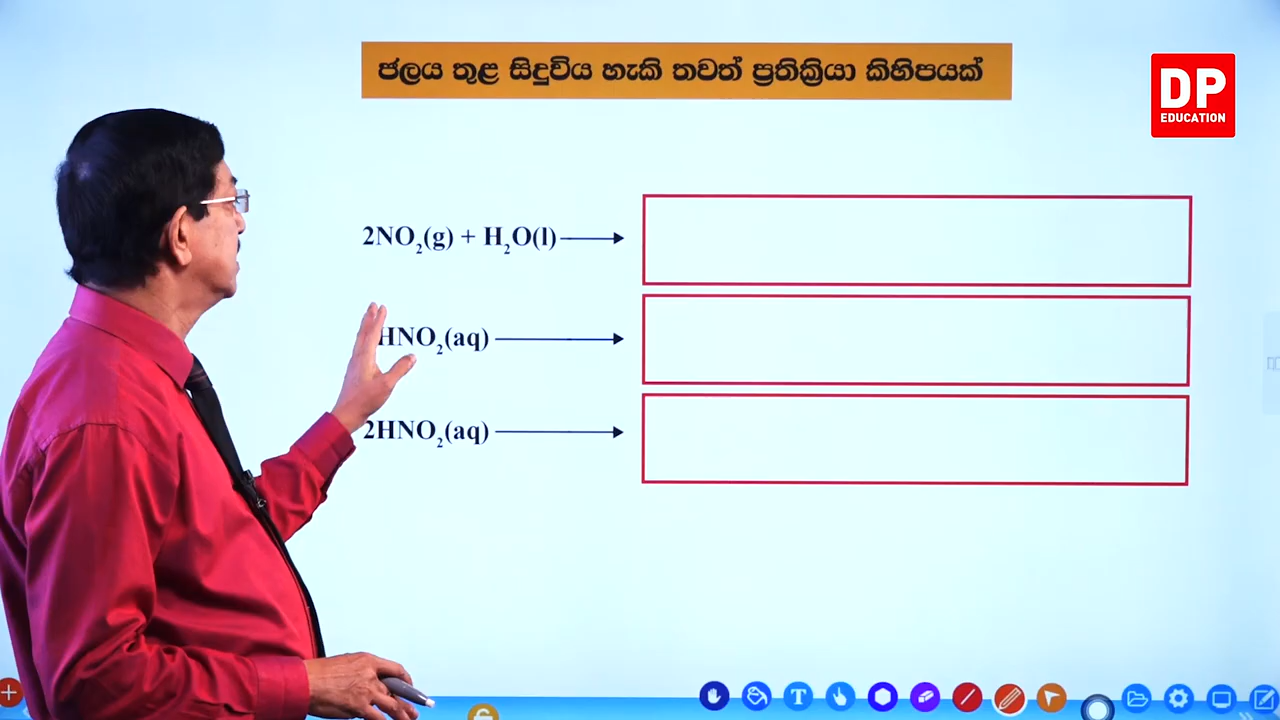 ජලය තුළ සිදුවිය හැකි තවත් ප්‍රතික්‍රියා කිහිපයක්
DP
EDUCATION
2NO₂(g) + H₂O(l)
HNO₂(aq)
2HNO₂(aq)